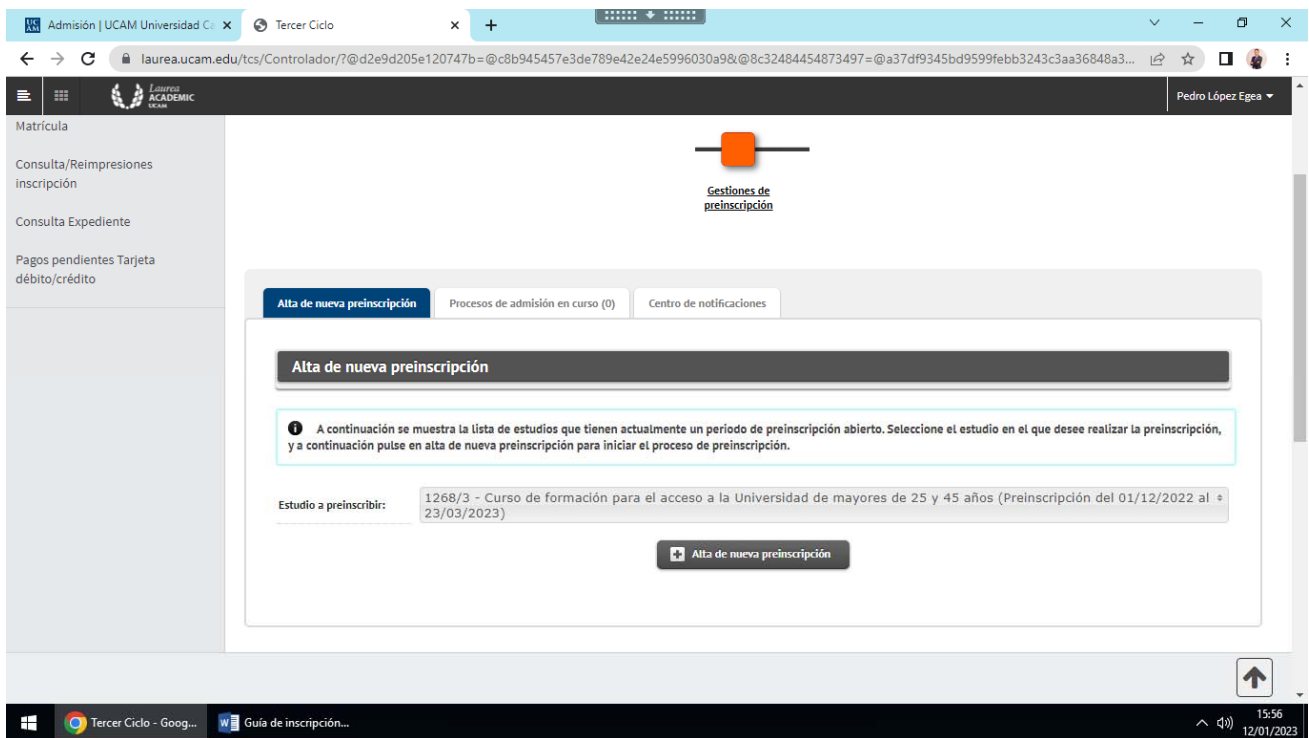 Admisión | UCAM Universidad Ca
Tercer Ciclo
laurea.ucam.edu/tcs/Controlador/?@d2e9d205e120747b=@c8b945457e3de789e42e24e5996030a9&@8c32484454873497=@a37df9345bd9599febb3243c3aa36848a3...
Laurea
ACADEMIC
UCAM
Pedro López Egea
Matrícula
Consulta/Reimpresiones
inscripción
Consulta Expediente
Pagos pendientes Tarjeta
débito/crédito
Gestiones de
preinscripción
Alta de nueva preinscripción
Procesos de admisión en curso (0)
Centro de notificaciones
Alta de nueva preinscripción
A continuación se muestra la lista de estudios que tienen actualmente un periodo de preinscripción abierto. Seleccione el estudio en el que desee realizar la preinscripción,
y a continuación pulse en alta de nueva preinscripción para iniciar el proceso de preinscripción.
Estudio a preinscribir:
1268/3 - Curso de formación para el acceso a la Universidad de mayores de 25 y 45 años (Preinscripción del 01/12/2022 al
23/03/2023)
Alta de nueva preinscripción
Tercer Ciclo - Goog...
Guía de inscripción...
15:56
12/01/2023